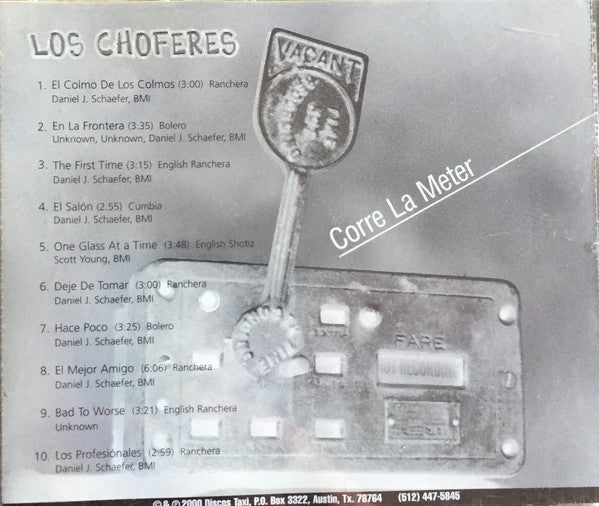 LOS CHOFERES
1. El Colmo De Los Colmos (3:00) Ranchera
Daniel J. Schaefer, BMI
2. En La Frontera (3:35) Bolero
Unknown, Unknown, Daniel J. Schaefer, BMI
3. The First Time (3:15) English Ranchera
Daniel J. Schaefer, BMI
4. El Salón (2:55) Cumbia
Daniel J. Schaefer, BMI
5. One Glass At a Time (3:48) English Shotiz
Scott Young, BMI
6. Deje De Tomar (3:00) Ranchera
Daniel J. Schaefer, BMI
7. Hace Poco (3:25) Bolero
Daniel J. Schaefer, BMI
8. El Mejor Amigo (6:06) Ranchera
Daniel J. Schaefer, BMI
9. Bad To Worse (3:21) English Ranchera
Unknown
10. Los Profesionales (2:59) Ranchera
Daniel J. Schaefer, BMI
VACANT
Corre La Meter
FARE
NOT RECORDING
© & ℗ 2000 Discos Taxi, P.O. Box 3322, Austin, Tx. 78764 (512) 447-5845